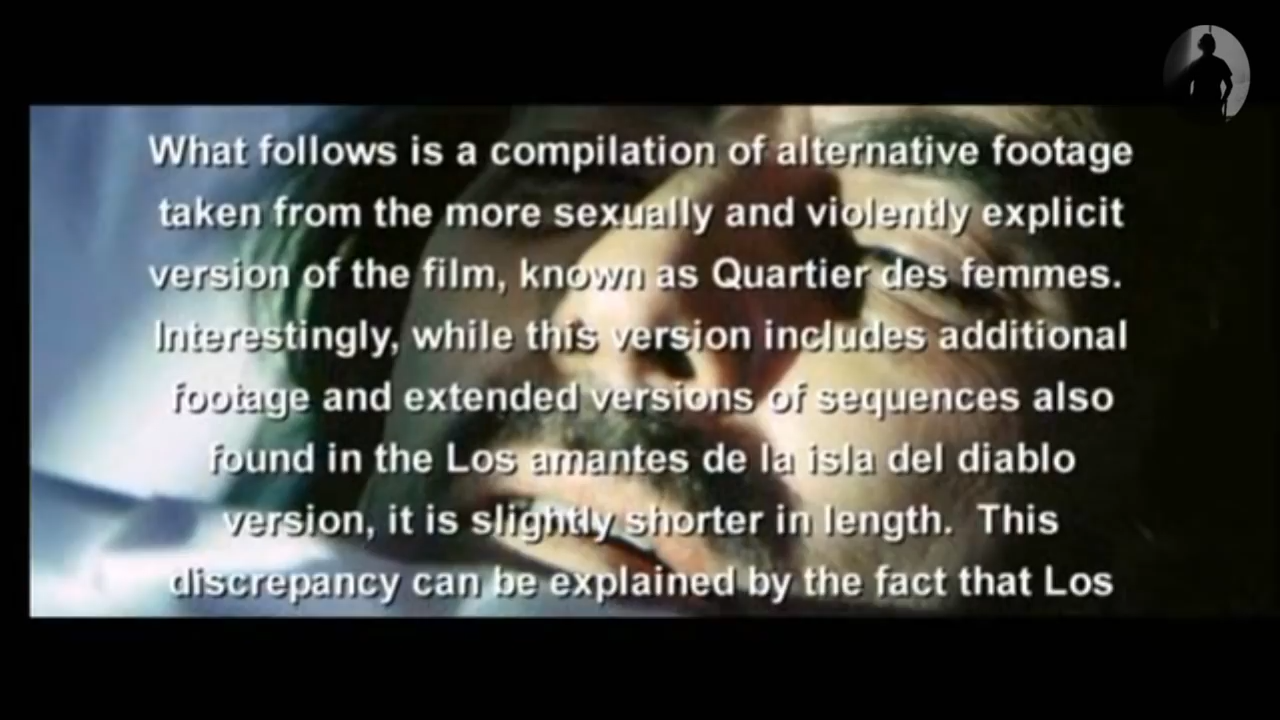 What follows is a compilation of alternative footage
taken from the more sexually and violently explicit
version of the film, known as Quartier des femmes.
Interestingly, while this version includes additional
footage and extended versions of sequences also
found in the Los amantes de la isla del diablo
version, it is slightly shorter in length.  This
discrepancy can be explained by the fact that Los